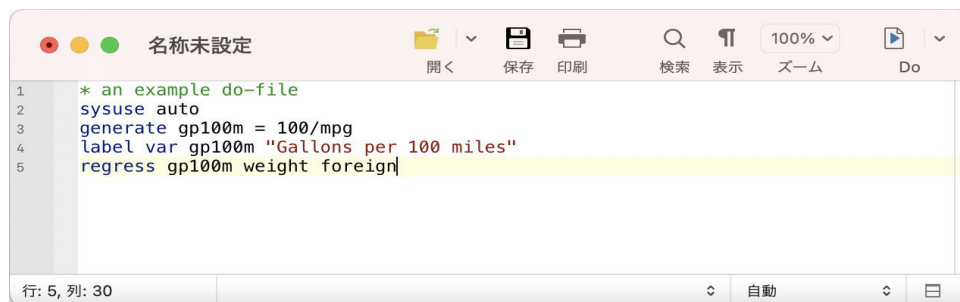 名称未設定
開く 保存 印刷 検索 表示 100% ズーム Do
1 * an example do-file
2 sysuse auto
3 generate gp100m = 100/mpg
4 label var gp100m "Gallons per 100 miles"
5 regress gp100m weight foreign
行: 5, 列: 30 自動